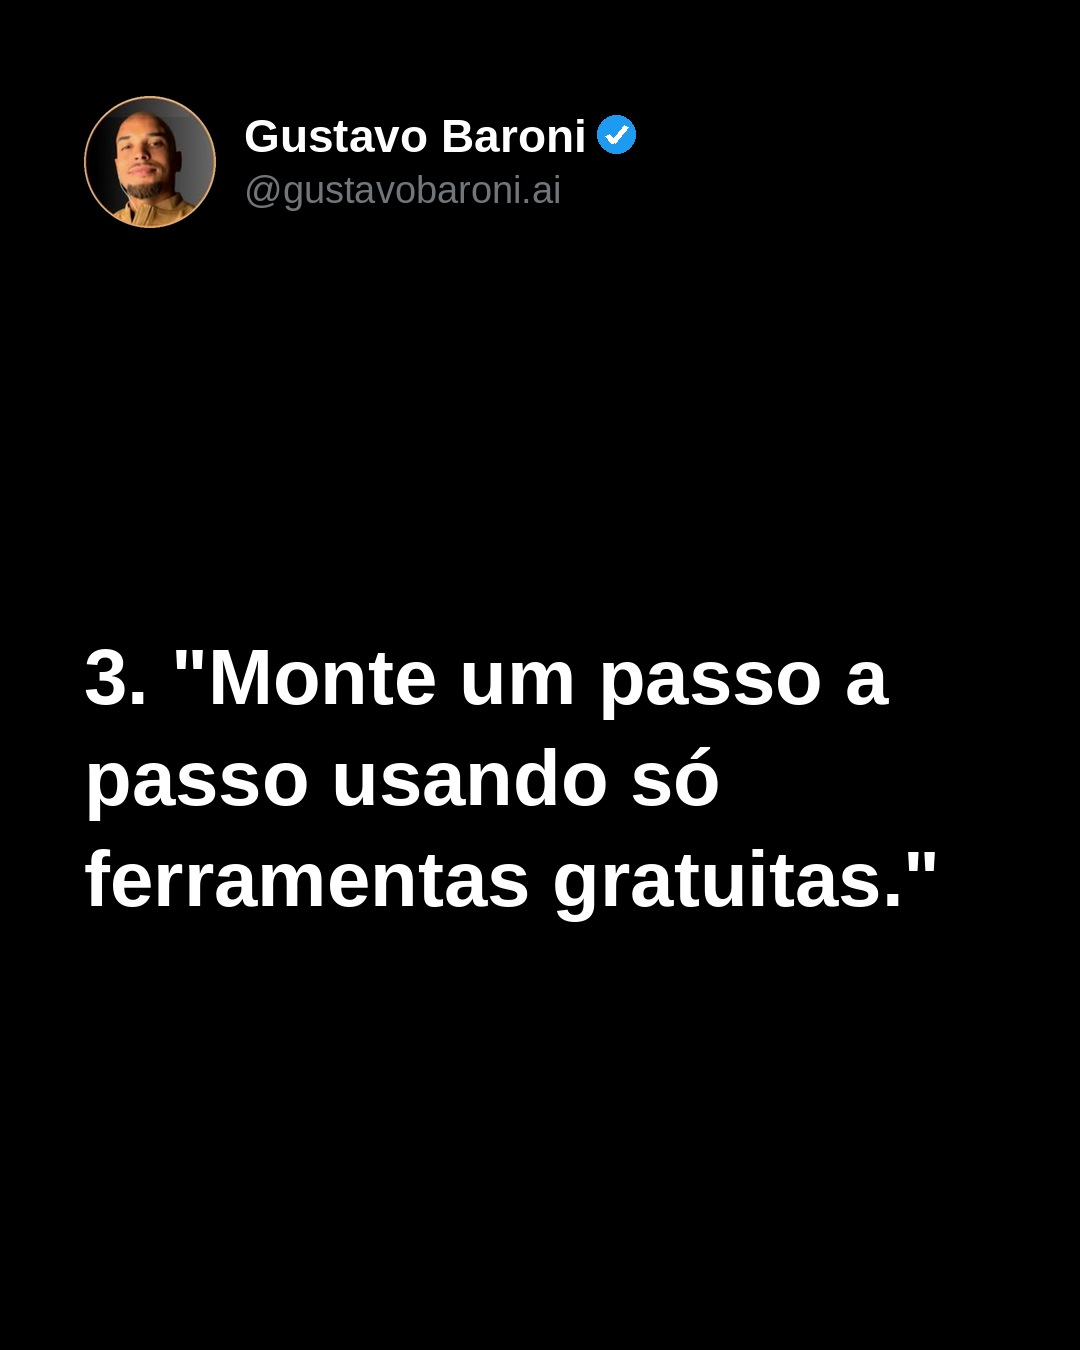 Gustavo Baroni
@gustavobaroni.ai
3. "Monte um passo a
passo usando só
ferramentas gratuitas."